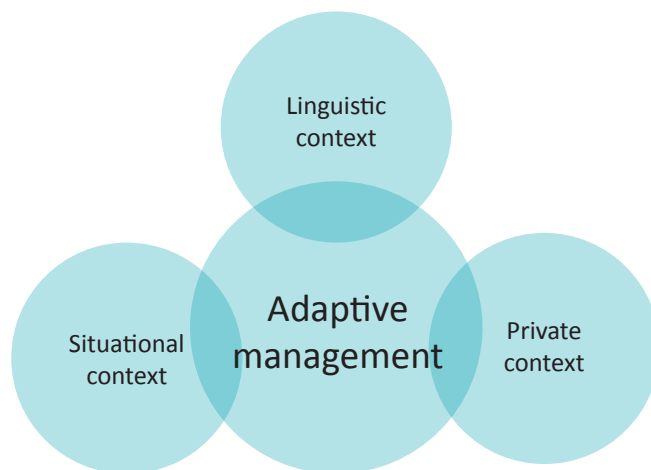 Linguistic
context
Adaptive
management
Situational
context
Private
context